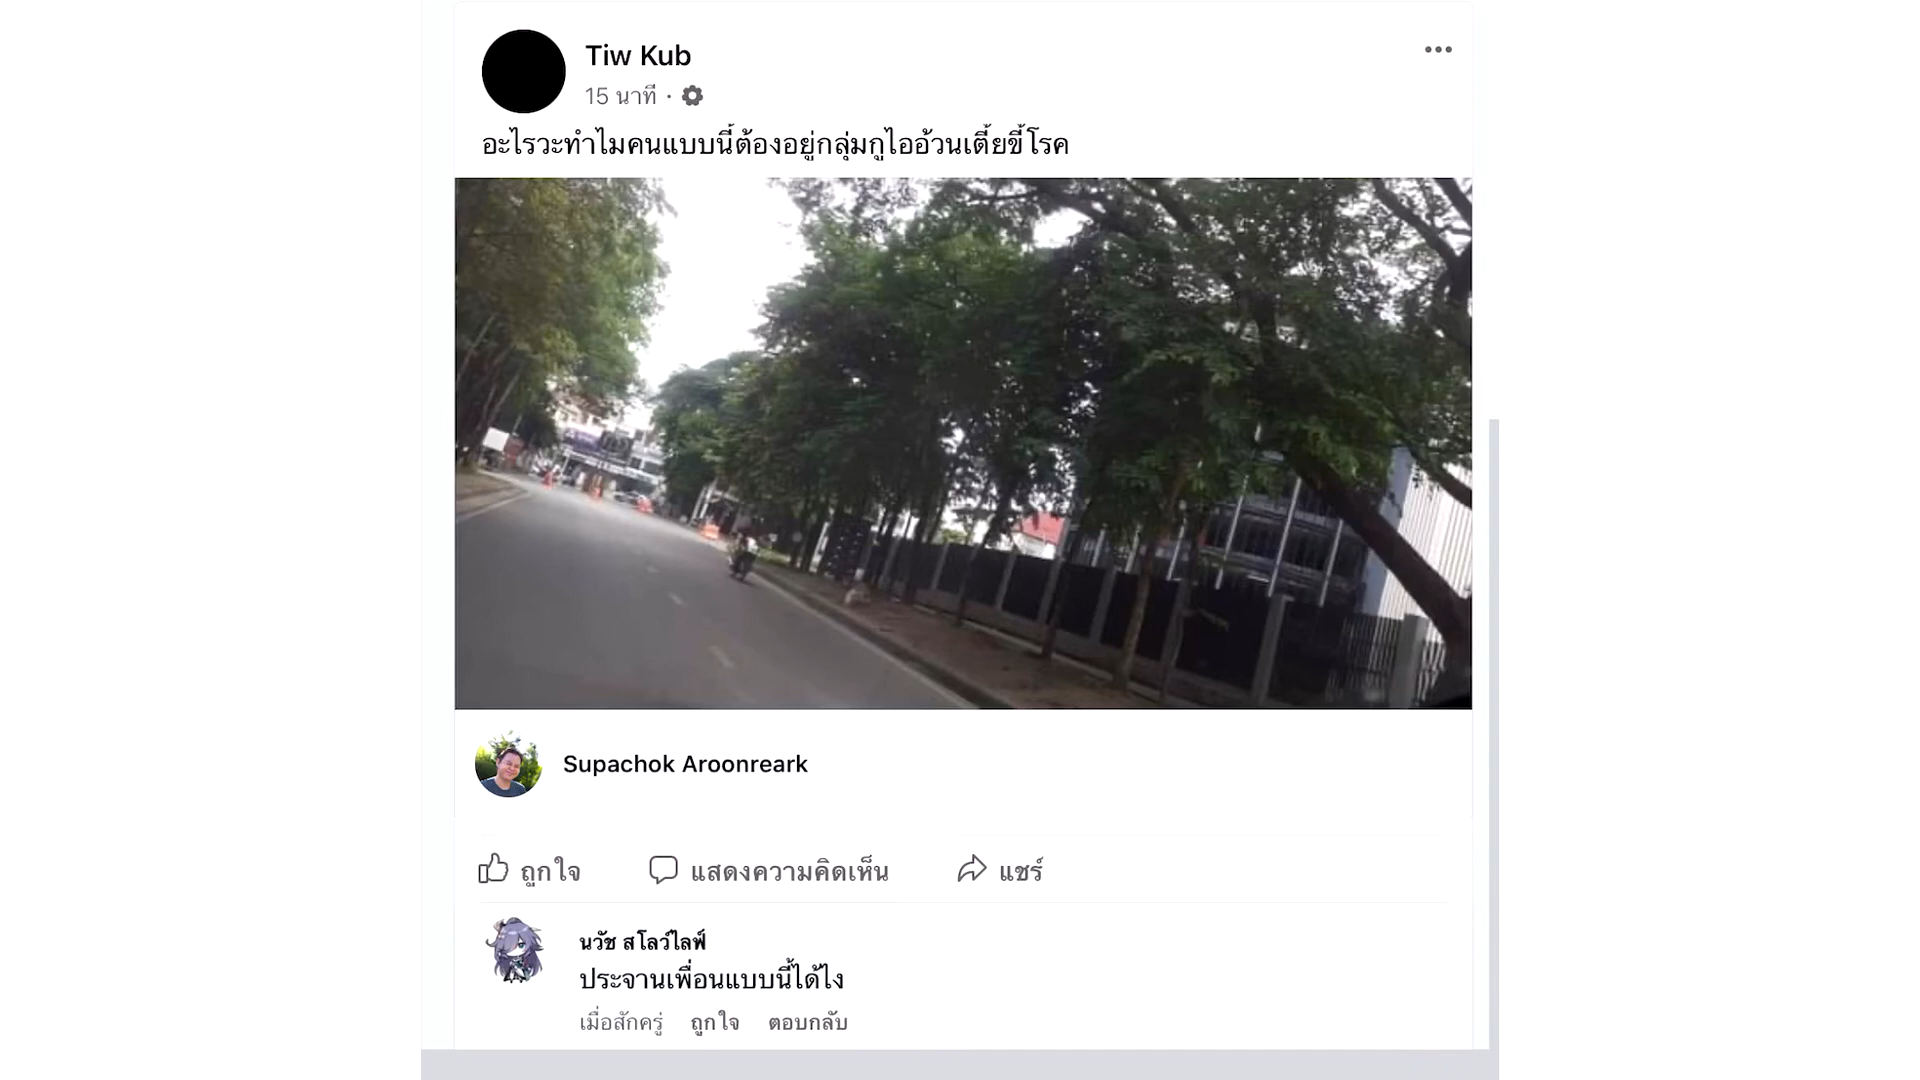 Tiw Kub
15 นาที ·
อะไรวะทำไมคนแบบนี้ต้องอยู่กลุ่มกูไออ้วนเตี้ยขี้โรค
Supachok Aroonreark
ถูกใจ แสดงความคิดเห็น แชร์
นวัช สโลว์ไลฟ์
ประจานเพื่อนแบบนี้ได้ไง
เมื่อสักครู่ ถูกใจ ตอบกลับ